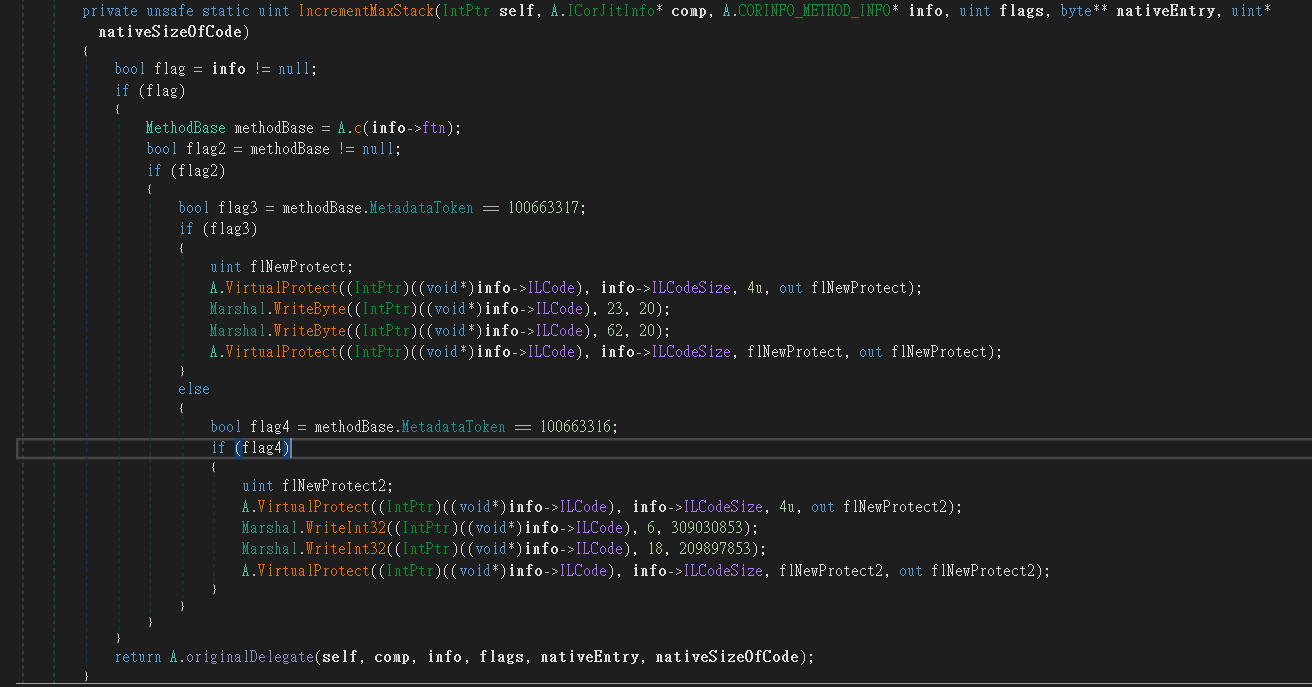 private unsafe static uint IncrementMaxStack(IntPtr self, A.ICorJitInfo* comp, A.CORINFO_METHOD_INFO* info, uint flags, byte** nativeEntry, uint*
nativeSizeOfCode)
{
bool flag = info != null;
if (flag)
{
MethodBase methodBase = A.c(info->ftn);
bool flag2 = methodBase != null;
if (flag2)
{
bool flag3 = methodBase.MetadataToken == 100663317;
if (flag3)
{
uint flNewProtect;
A.VirtualProtect((IntPtr)((void*)info->ILCode), info->ILCodeSize, 4u, out flNewProtect);
Marshal.WriteByte((IntPtr)((void*)info->ILCode), 23, 20);
Marshal.WriteByte((IntPtr)((void*)info->ILCode), 62, 20);
A.VirtualProtect((IntPtr)((void*)info->ILCode), info->ILCodeSize, flNewProtect, out flNewProtect);
}
else
{
bool flag4 = methodBase.MetadataToken == 100663316;
if (flag4)
{
uint flNewProtect2;
A.VirtualProtect((IntPtr)((void*)info->ILCode), info->ILCodeSize, 4u, out flNewProtect2);
Marshal.WriteInt32((IntPtr)((void*)info->ILCode), 6, 309030853);
Marshal.WriteInt32((IntPtr)((void*)info->ILCode), 18, 209897853);
A.VirtualProtect((IntPtr)((void*)info->ILCode), info->ILCodeSize, flNewProtect2, out flNewProtect2);
}
}
}
}
return A.originalDelegate(self, comp, info, flags, nativeEntry, nativeSizeOfCode);
}